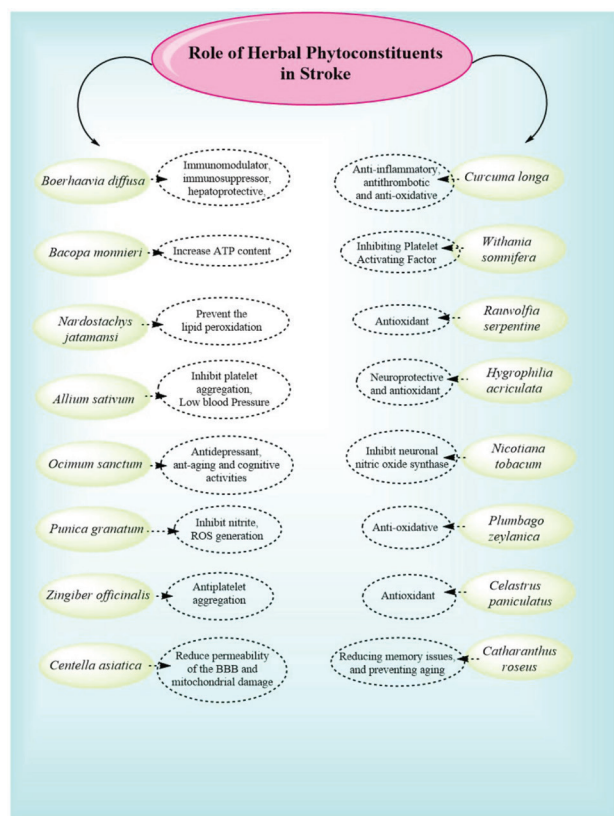 Role of Herbal Phytoconstituents
in Stroke
Boerhaavia diffusa
Immunomodulator,
immunosuppressor,
hepatoprotective,
Bacopa monnieri
Increase ATP content
Nardostachys
jatamansi
Prevent the
lipid peroxidation
Allium sativum
Inhibit platelet
aggregation,
Low blood Pressure
Ocimum sanctum
Antidepressant,
ant-aging and cognitive
activities
Punica granatum
Inhibit nitrite,
ROS generation
Zingiber officinalis
Antiplatelet
aggregation
Centella asiatica
Reduce permeability
of the BBB and
mitochondrial damage
Anti-inflammatory,
antithrombotic
and anti-oxidative
Curcuma longa
Inhibiting Platelet
Activating Factor
Withania
somnifera
Antioxidant
Rauwolfia
serpentine
Neuroprotective
and antioxidant
Hygrophilia
acriculata
Inhibit neuronal
nitric oxide synthase
Nicotiana
tobacum
Anti-oxidative
Plumbago
zeylanica
Antioxidant
Celastrus
paniculatus
Reducing memory issues,
and preventing aging
Catharanthus
roseus